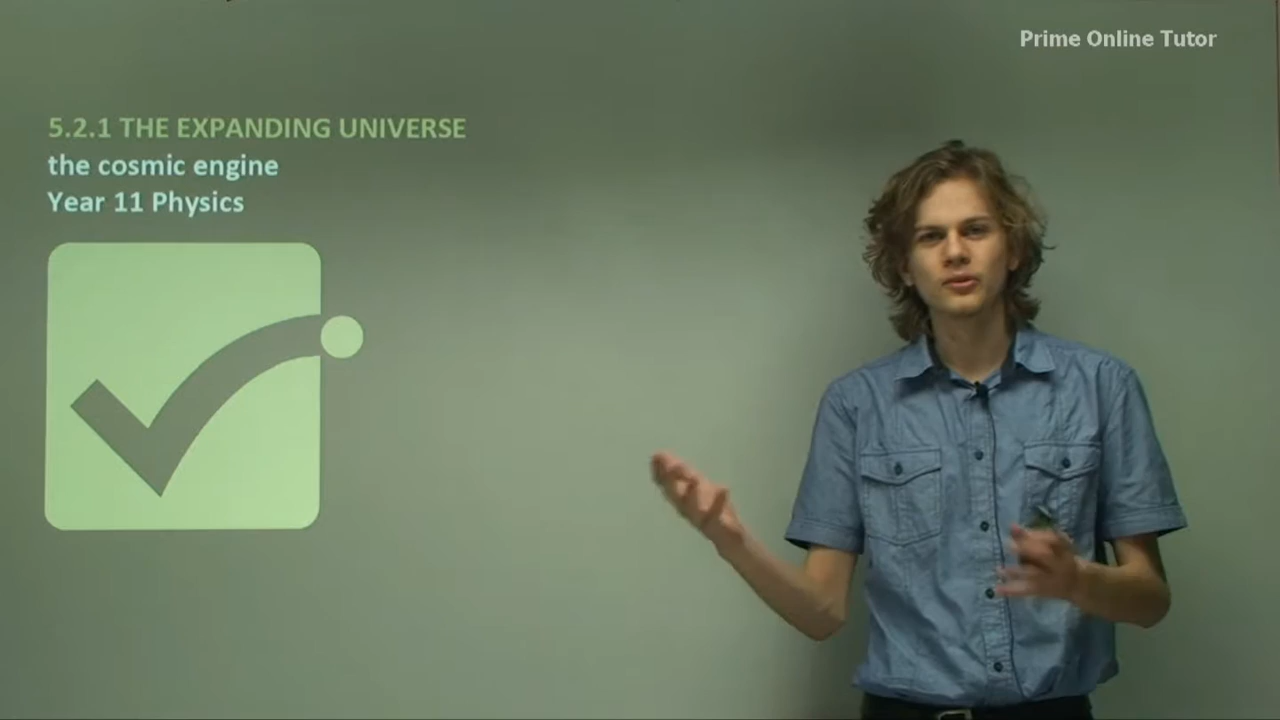 Prime Online Tutor
5.2.1 THE EXPANDING UNIVERSE
the cosmic engine
Year 11 Physics